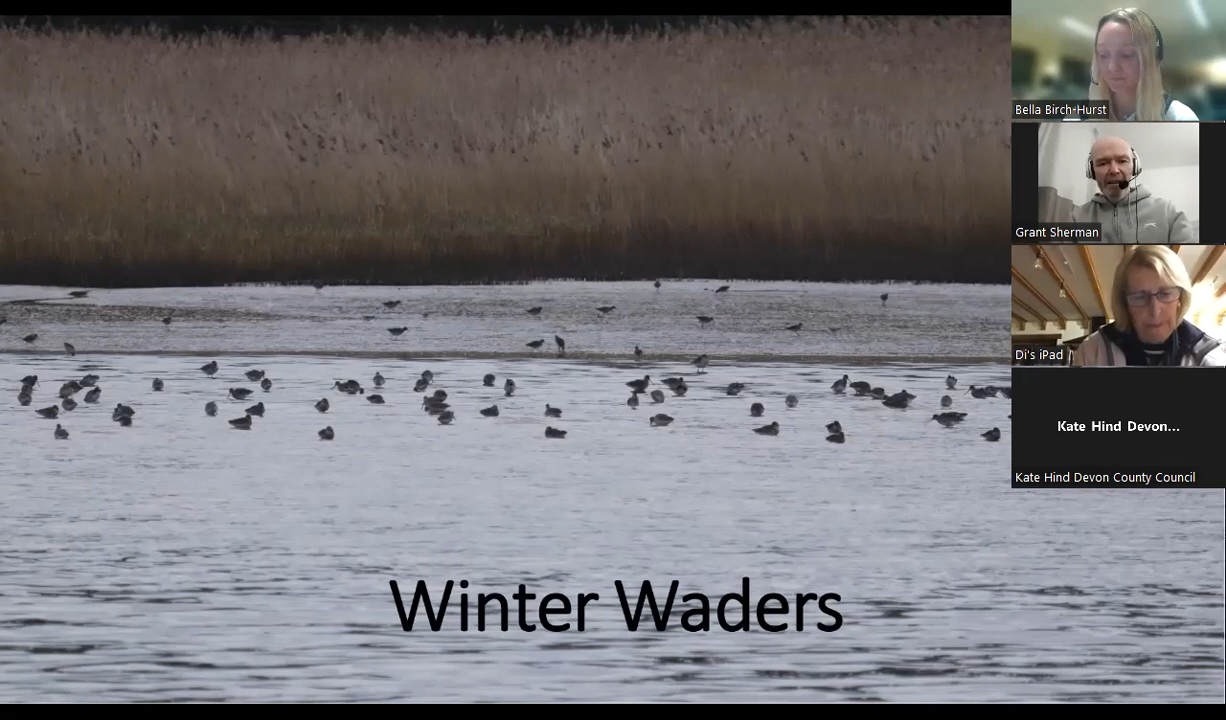 Bella Birch-Hurst
Grant Sherman
Di's iPad
Kate Hind Devon...
Kate Hind Devon County Council
Winter Waders